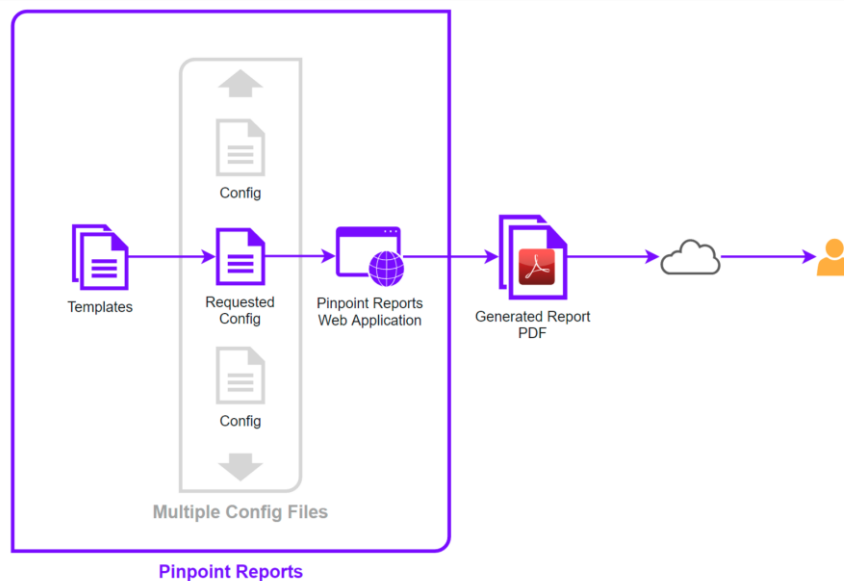 Config
Templates
Requested
Config
Pinpoint Reports
Web Application
Generated Report
PDF
Config
Multiple Config Files
Pinpoint Reports